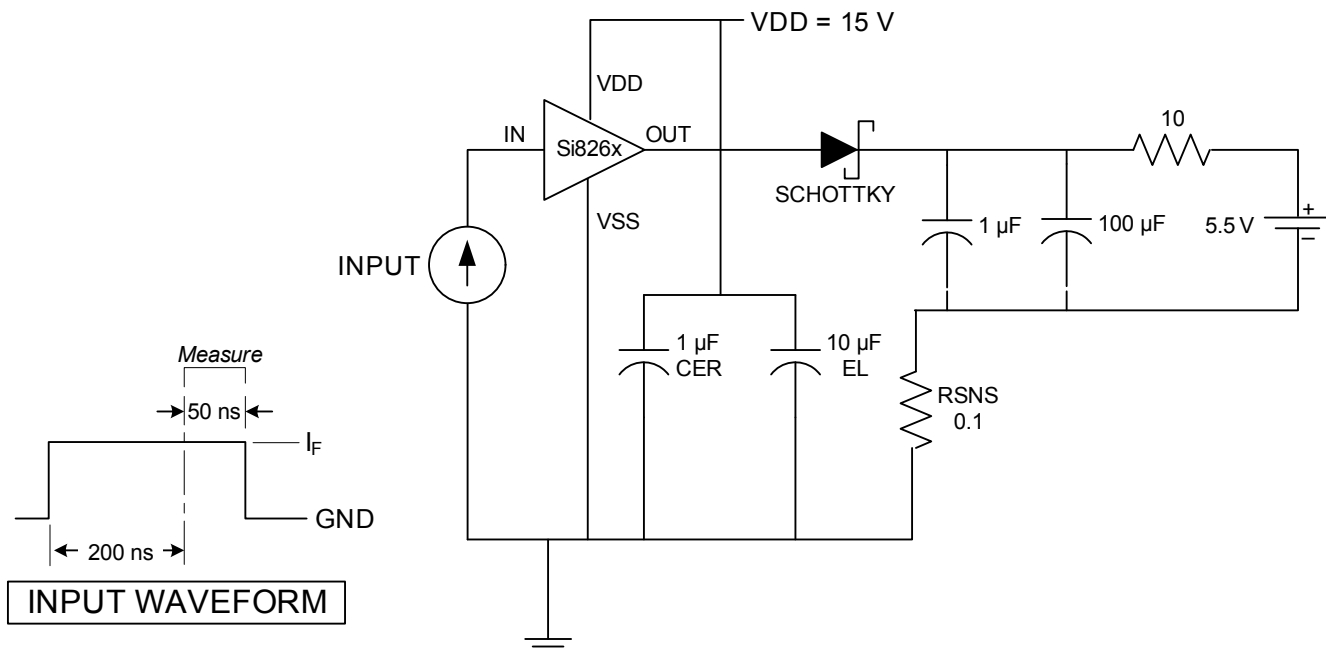 VDD = 15 V
VDD
10
IN
OUT
Si826x
SCHOTTKY
VSS
1 µF
100 µF
5.5 V
+
–
INPUT
1 µF
CER
10 µF
EL
RSNS
0.1
Measure
50 ns
IF
GND
200 ns
INPUT WAVEFORM